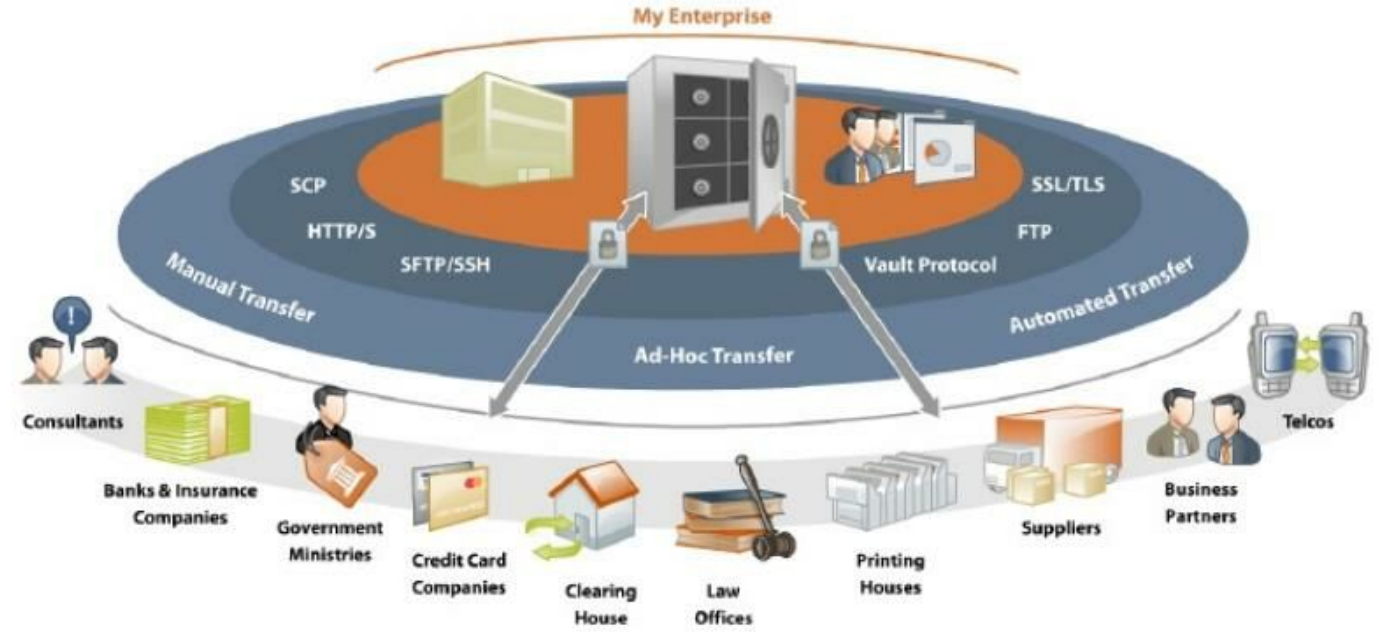 My Enterprise
SCP
SSL/TLS
HTTP/S
FTP
SFTP/SSH
Vault Protocol
Manual Transfer
Automated Transfer
Ad-Hoc Transfer
!
Consultants
Telcos
Banks & Insurance
Companies
Business
Partners
Government
Ministries
Suppliers
Credit Card
Companies
Printing
Houses
Clearing
House
Law
Offices